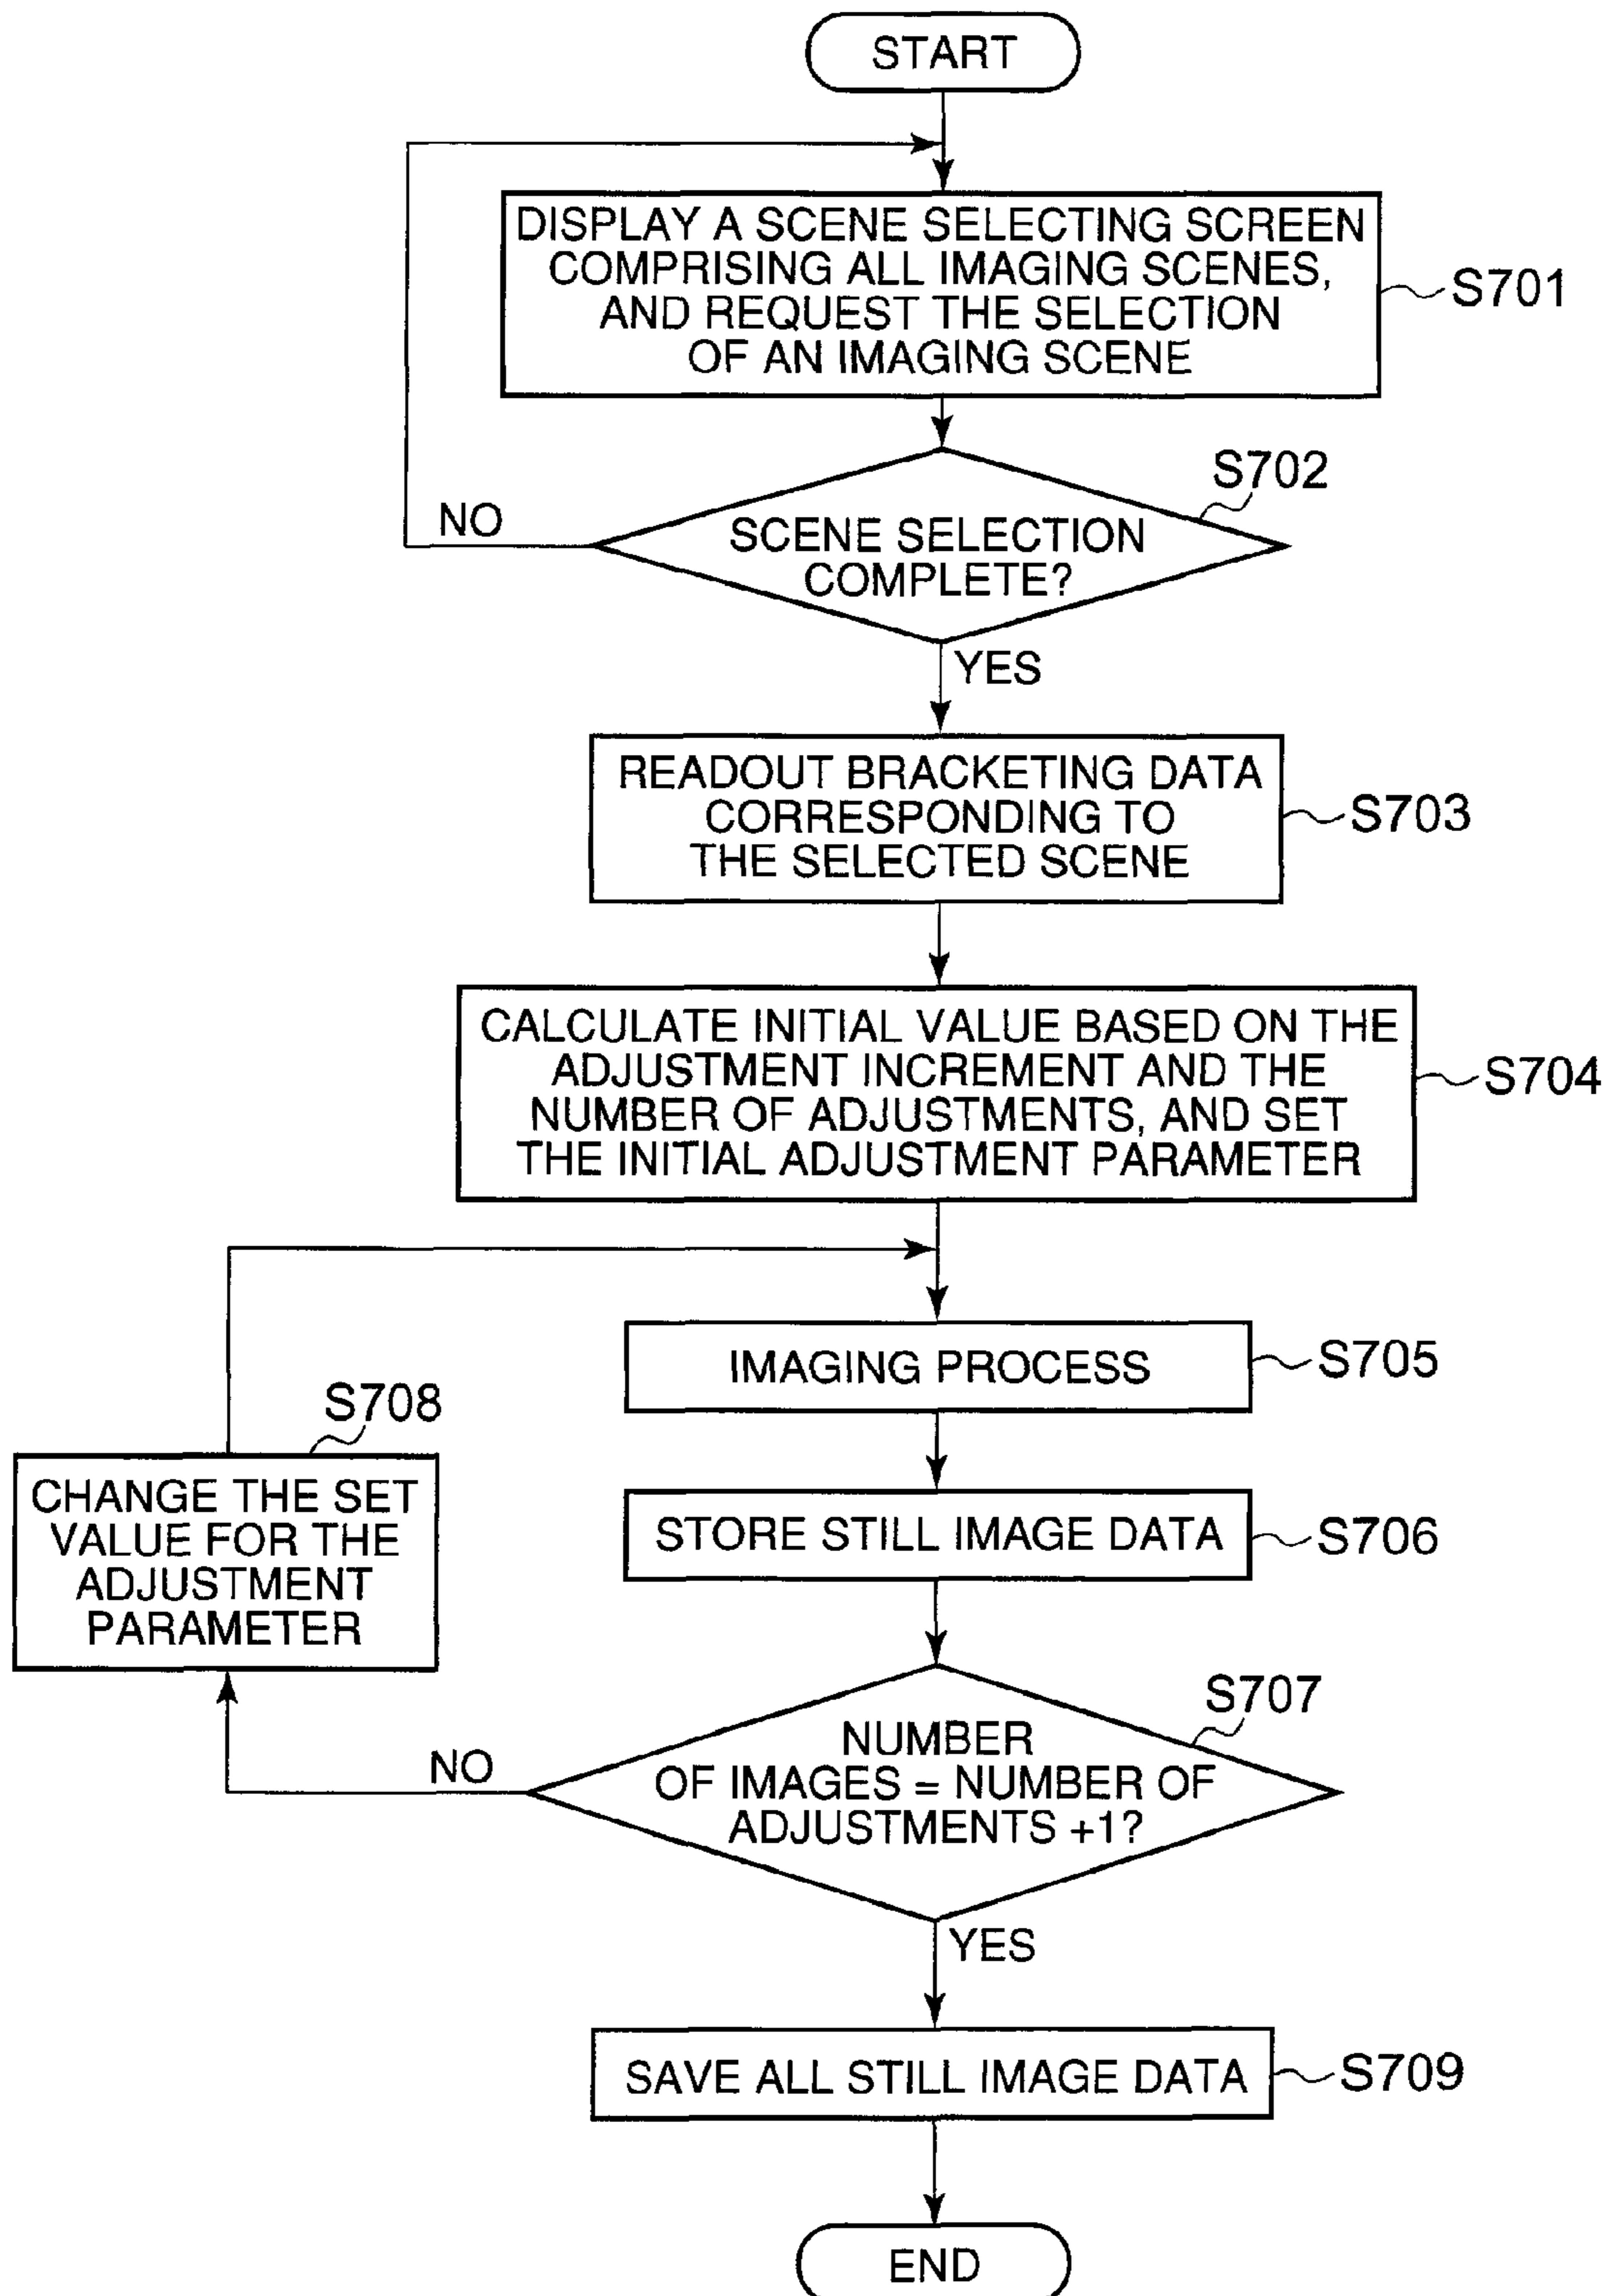 START
DISPLAY A SCENE SELECTING SCREEN
COMPRISING ALL IMAGING SCENES,
AND REQUEST THE SELECTION
OF AN IMAGING SCENE
S701
S702
SCENE SELECTION
COMPLETE?
NO
YES
READOUT BRACKETING DATA
CORRESPONDING TO
THE SELECTED SCENE
S703
CALCULATE INITIAL VALUE BASED ON THE
ADJUSTMENT INCREMENT AND THE
NUMBER OF ADJUSTMENTS, AND SET
THE INITIAL ADJUSTMENT PARAMETER
S704
IMAGING PROCESS
S705
STORE STILL IMAGE DATA
S706
S708
CHANGE THE SET
VALUE FOR THE
ADJUSTMENT
PARAMETER
S707
NUMBER
OF IMAGES = NUMBER OF
ADJUSTMENTS +1?
NO
YES
SAVE ALL STILL IMAGE DATA
S709
END